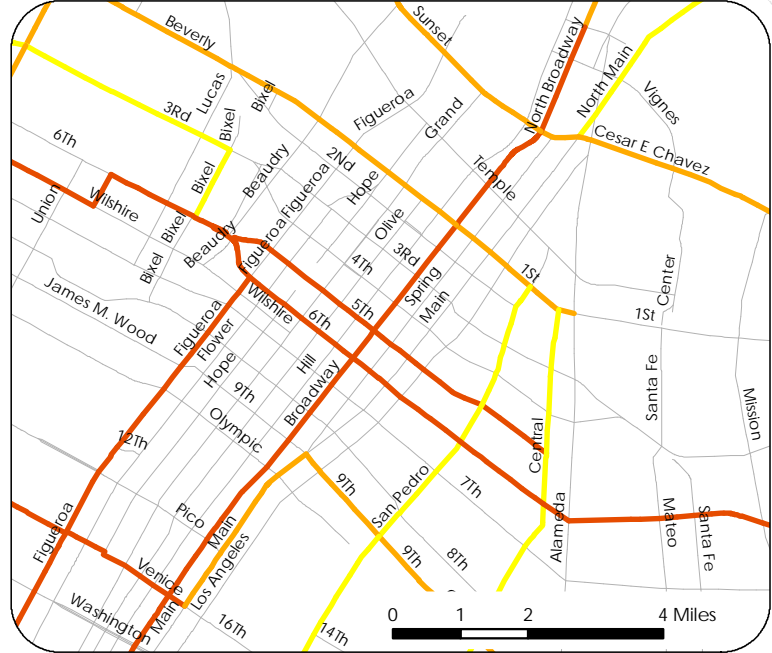 Beverly
Sunset
North Broadway
North Main
Vignes
Cesar E Chavez
Lucas
Bixel
Bixel
3Rd
Figueroa
Grand
6Th
2Nd
Temple
Beaudry
Bixel
Hope
Figueroa
Union
Wilshire
Bixel
Beaudry
Figueroa
Olive
3Rd
4Th
Spring
Main
1St
Center
Bixel
James M. Wood
Wilshire
6Th
5Th
1St
Figueroa
Flower
Hope
Hill
Broadway
9Th
Olympic
Santa Fe
Mission
12Th
Central
9Th
San Pedro
7Th
Pico
Main
Figueroa
Alameda
Mateo
Santa Fe
Los Angeles
Venice
9Th
8Th
Main
Washington
16Th
14Th
0 1 2 4 Miles